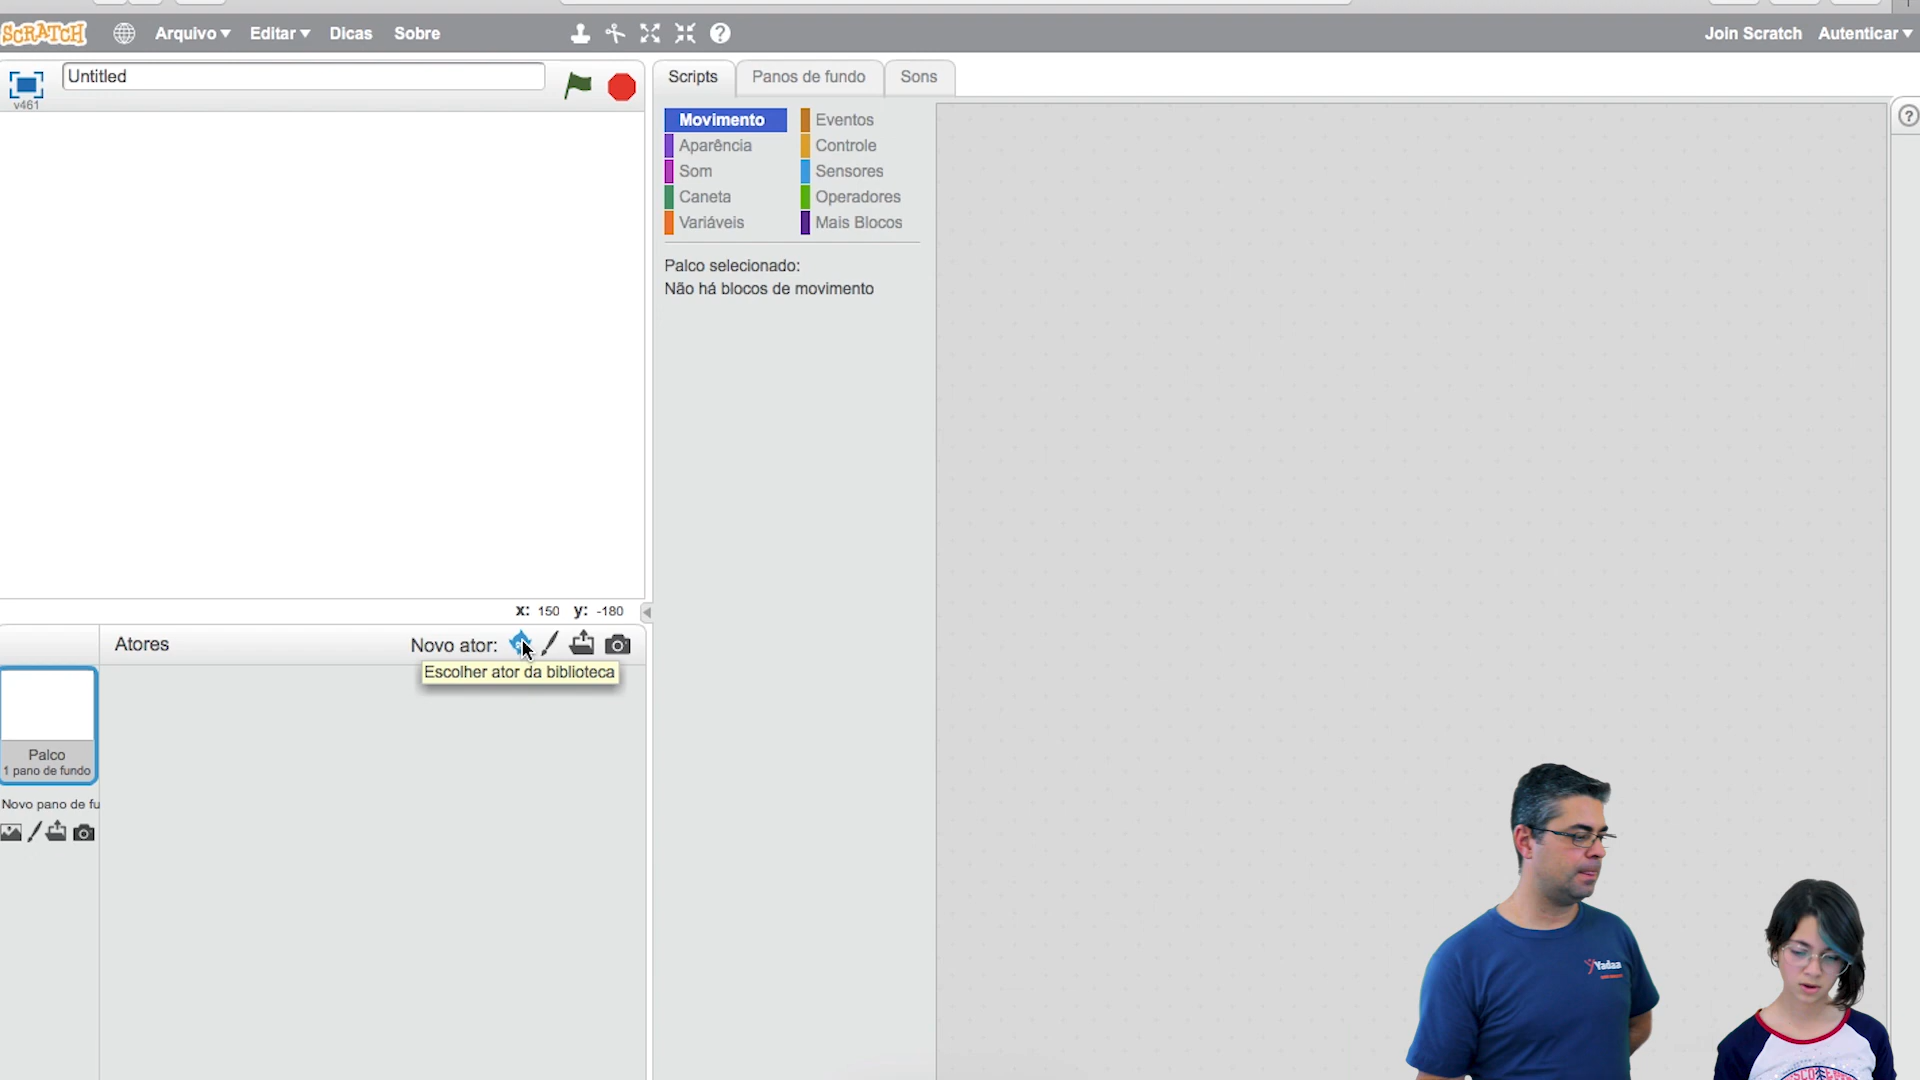 SCRATCH
Arquivo
Editar
Dicas
Sobre
Join Scratch
Autenticar
v461
Untitled
Scripts
Panos de fundo
Sons
?
Movimento
Eventos
Aparência
Controle
Som
Sensores
Caneta
Operadores
Variáveis
Mais Blocos
Palco selecionado:
Não há blocos de movimento
x: 150 y: -180
Atores
Novo ator:
Escolher ator da biblioteca
Palco
1 pano de fundo
Novo pano de fu
Yadaa